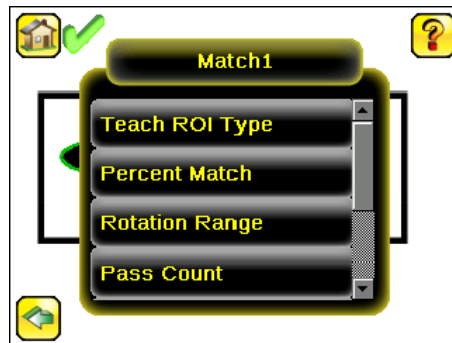 Match1
?
Teach ROI Type
Percent Match
Rotation Range
Pass Count